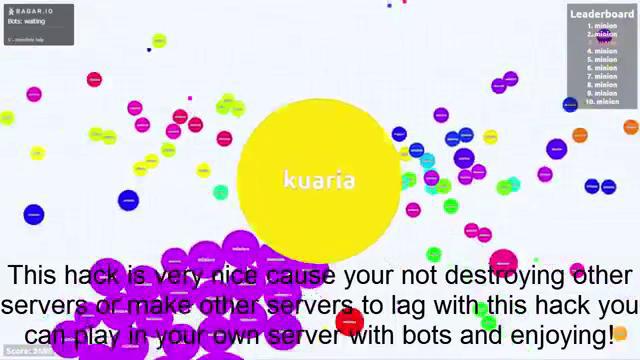 BAGAR.IO
Bots: waiting
Leaderboard
1. minion
2. minion
4. minion
5. minion
6. minion
7. minion
8. minion
9. minion
10. minion
kuaria
This hack is very nice cause your not destroying other
servers or make other servers to lag with this hack you
can play in your own server with bots and enjoying!
Score: